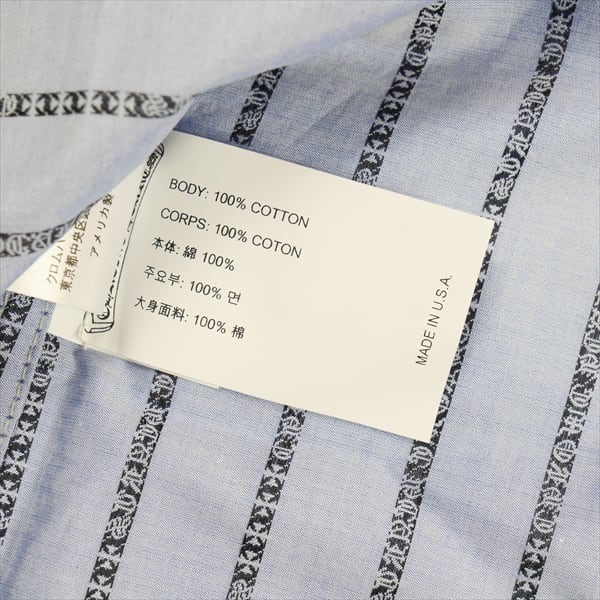 BODY: 100% COTTON
CORPS: 100% COTON
本体: 綿 100%
주요부: 100% 면
大身面料: 100% 棉
MADE IN U.S.A.
クロムハ
東京都中央区
アメリカ製